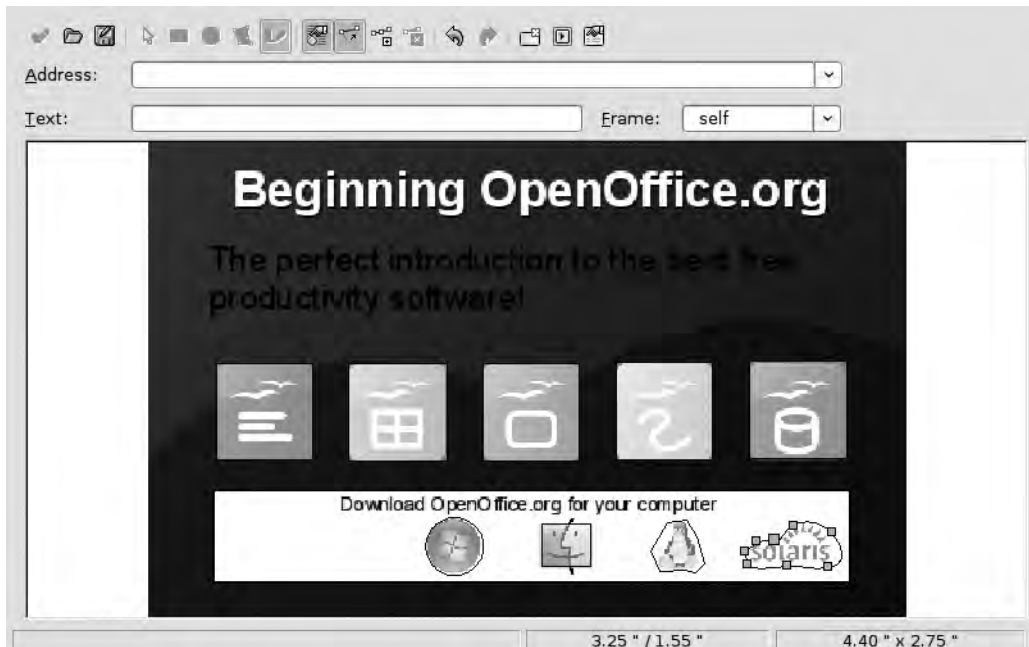 Address:
Text:
Frame: self
Beginning OpenOffice.org
The perfect introduction to the best free
productivity software!
Download OpenOffice.org for your computer
solaris
3.25 " / 1.55 "
4.40 " x 2.75 "